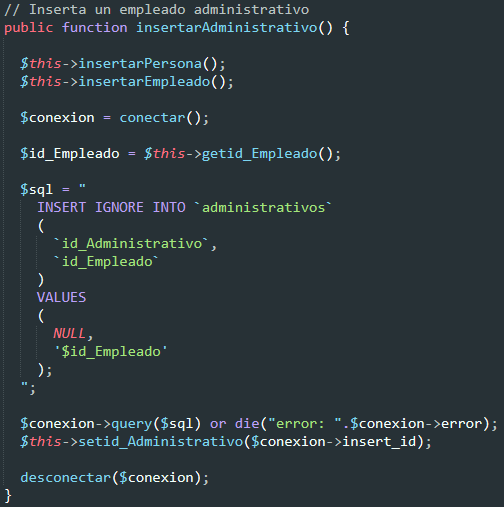 // Inserta un empleado administrativo
public function insertarAdministrativo() {
$this->insertarPersona();
$this->insertarEmpleado();
$conexion = conectar();
$id_Empleado = $this->getid_Empleado();
$sql = "
INSERT IGNORE INTO `administrativos`
(
`id_Administrativo`,
`id_Empleado`
)
VALUES
(
NULL,
'$id_Empleado'
);
";
$conexion->query($sql) or die("error: ".$conexion->error);
$this->setid_Administrativo($conexion->insert_id);
desconectar($conexion);
}